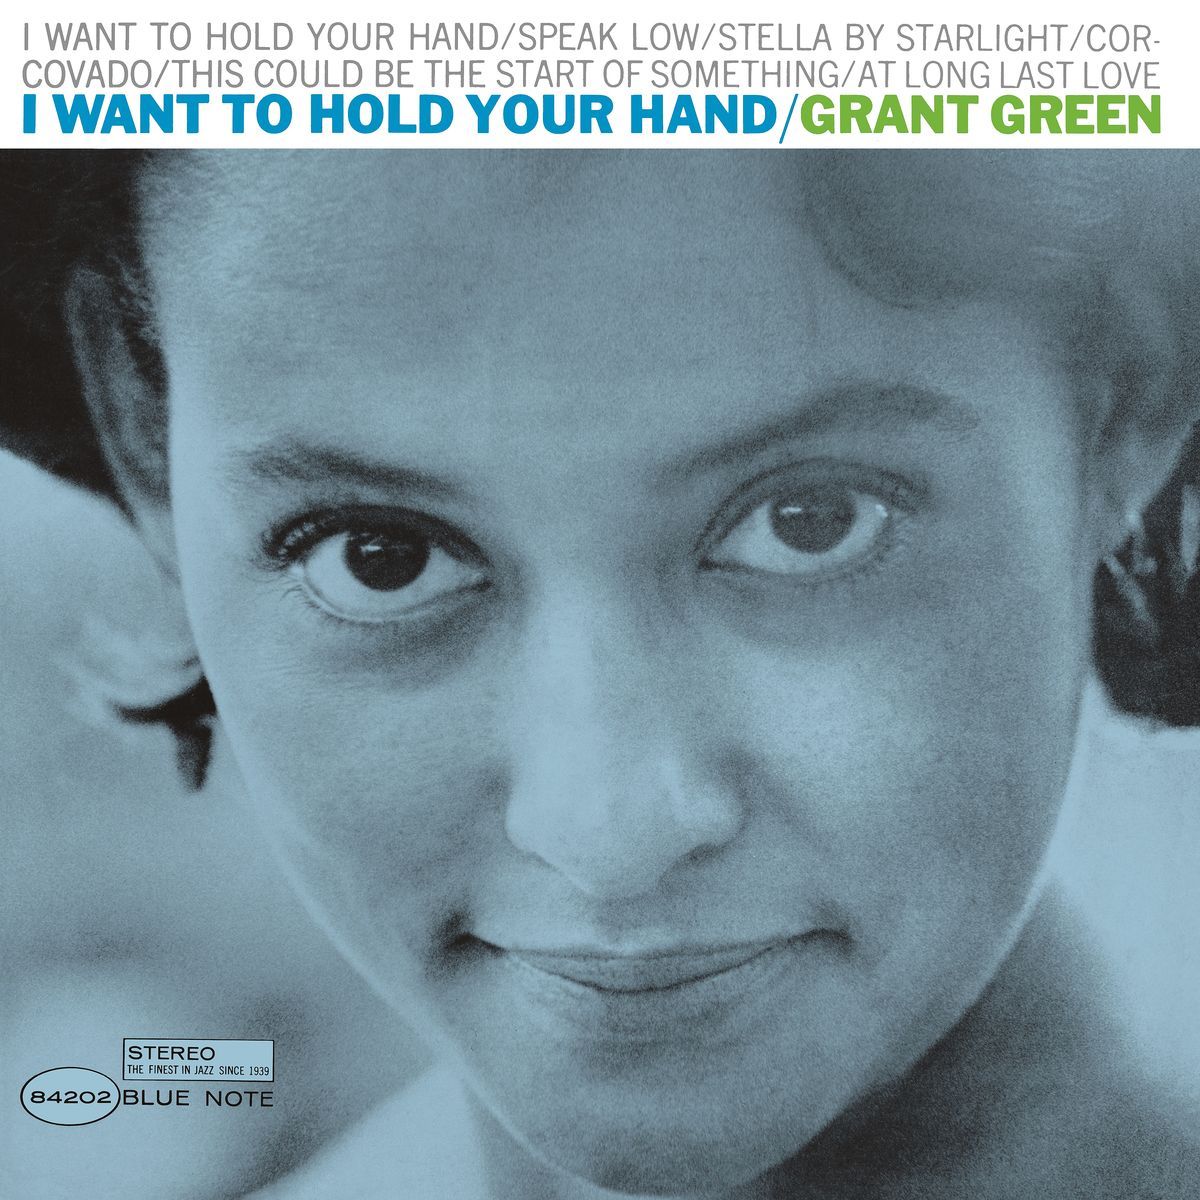 I WANT TO HOLD YOUR HAND/SPEAK LOW/STELLA BY STARLIGHT/COR-
COVADO/THIS COULD BE THE START OF SOMETHING/AT LONG LAST LOVE
I WANT TO HOLD YOUR HAND/GRANT GREEN
STEREO
THE FINEST IN JAZZ SINCE 1939
84202 BLUE NOTE